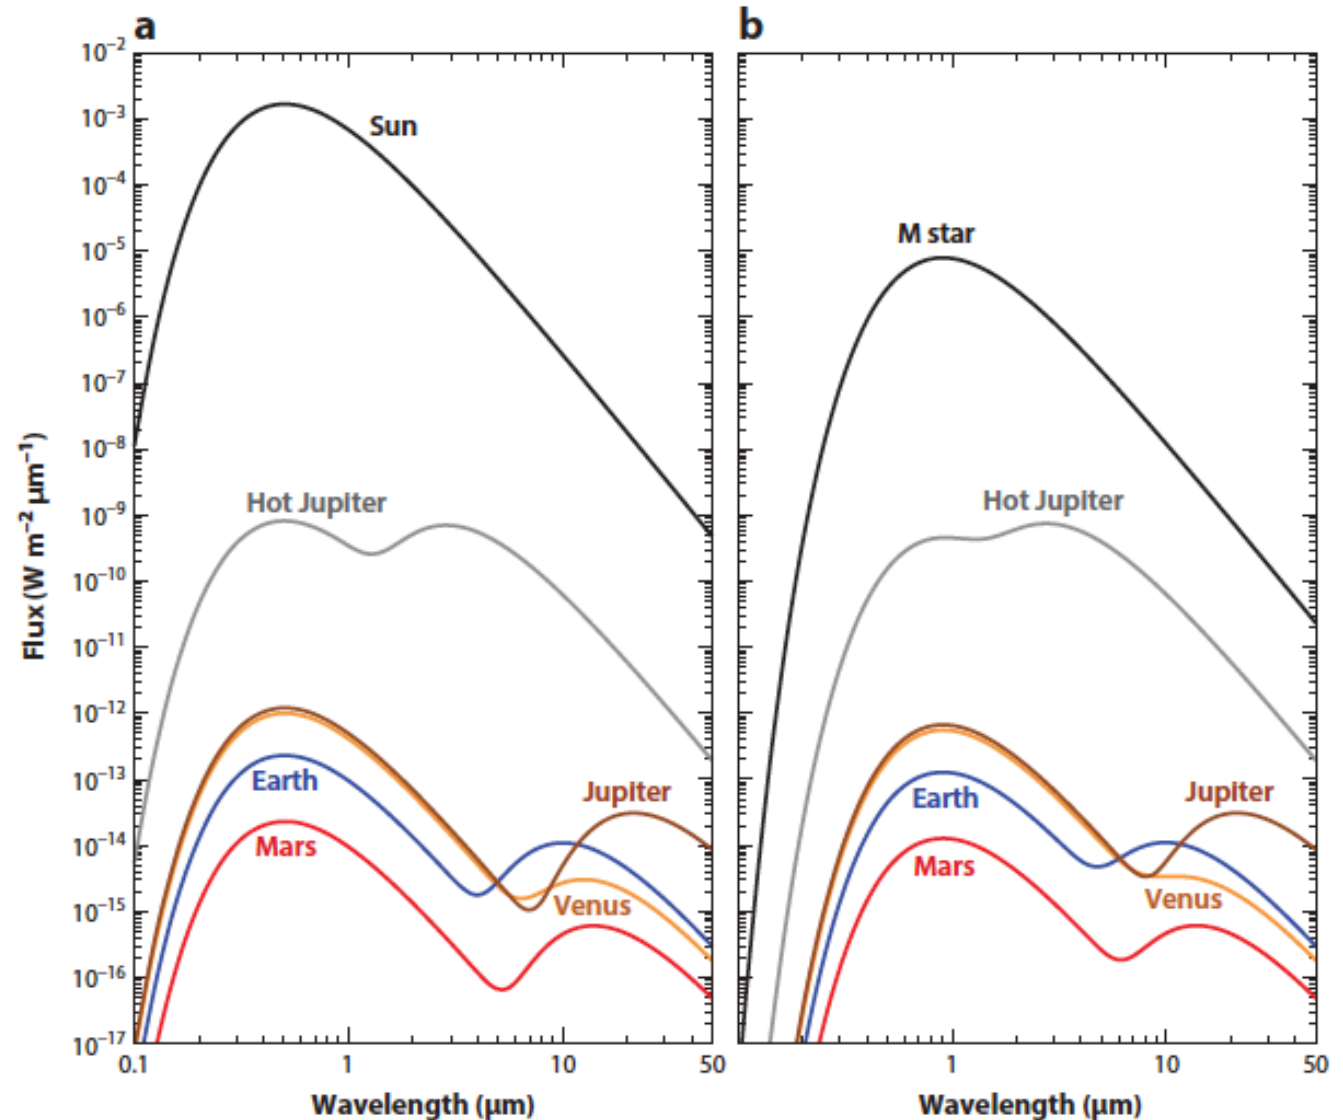 a
b
10⁻²
10⁻³
10⁻⁴
10⁻⁵
10⁻⁶
10⁻⁷
10⁻⁸
10⁻⁹
10⁻¹⁰
10⁻¹¹
10⁻¹²
10⁻¹³
10⁻¹⁴
10⁻¹⁵
10⁻¹⁶
10⁻¹⁷
Flux (W m⁻² μm⁻¹)
Sun
Hot Jupiter
Earth
Mars
Jupiter
Venus
0.1
1
10
50
Wavelength (μm)
M star
Hot Jupiter
Earth
Mars
Jupiter
Venus
1
10
50
Wavelength (μm)